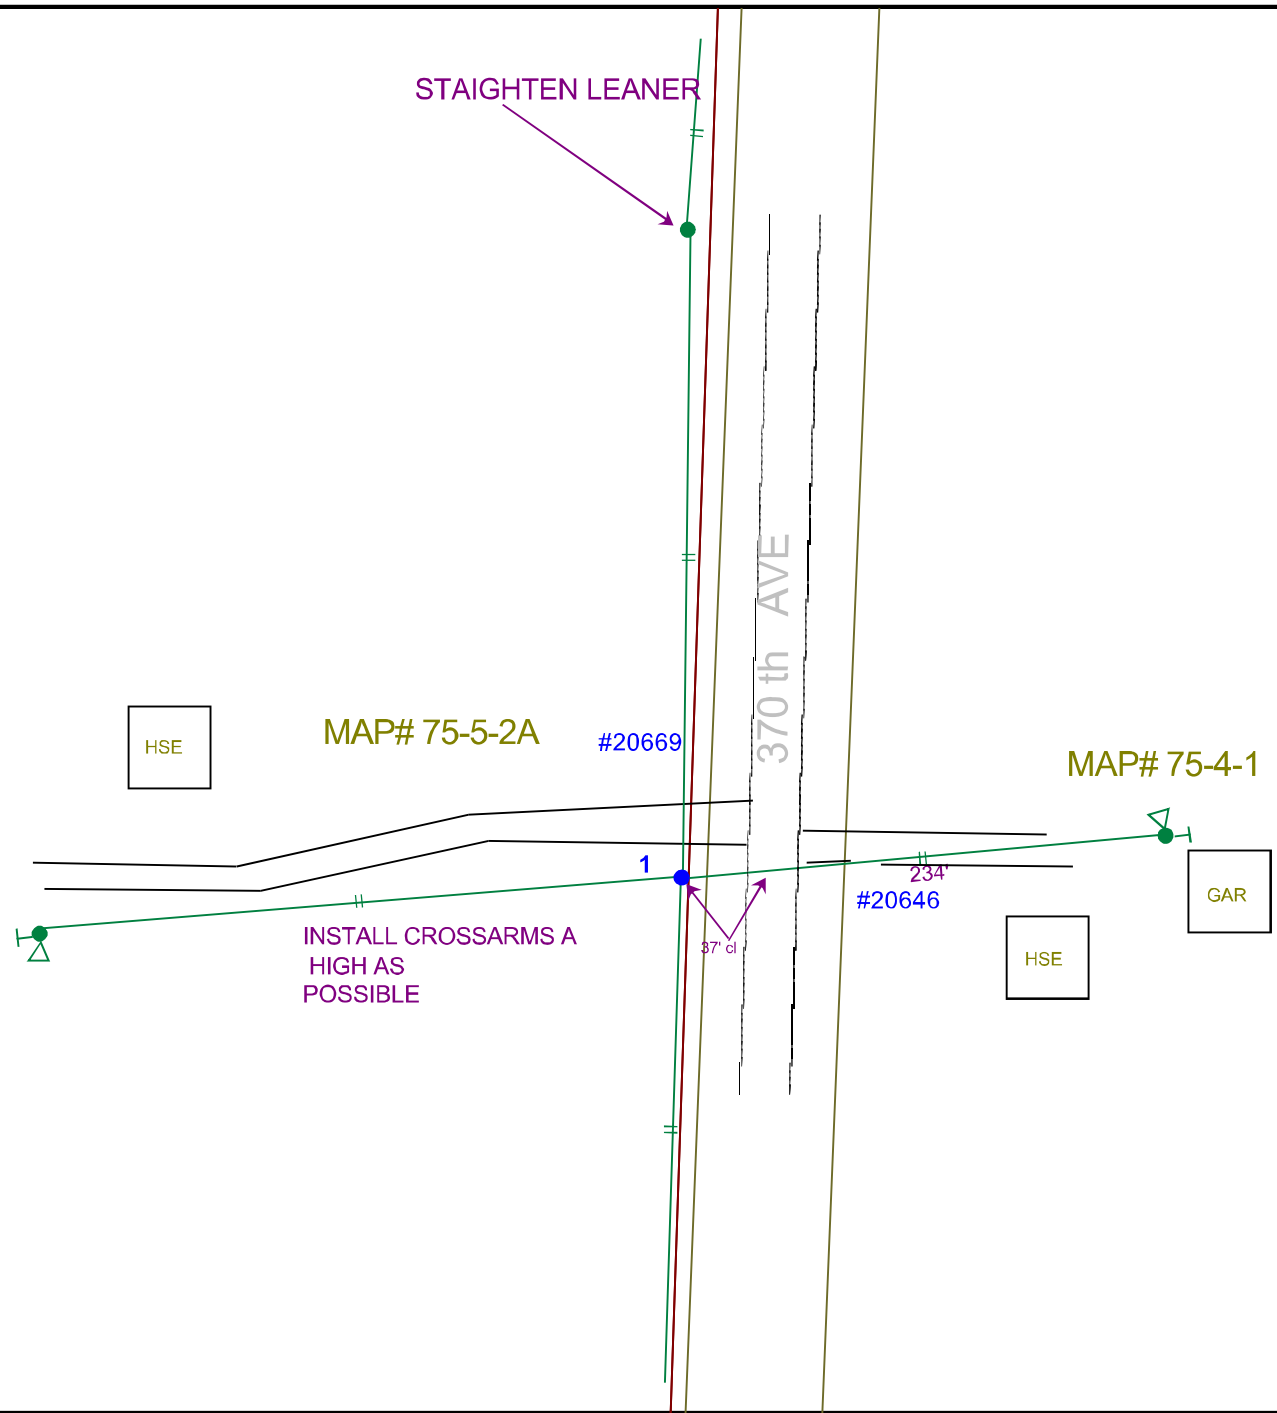 STAIGHTEN LEANER
370 th AVE
MAP# 75-5-2A
#20669
HSE
MAP# 75-4-1
1
234'
#20646
GAR
INSTALL CROSSARMS A
HIGH AS
POSSIBLE
37' cl
HSE